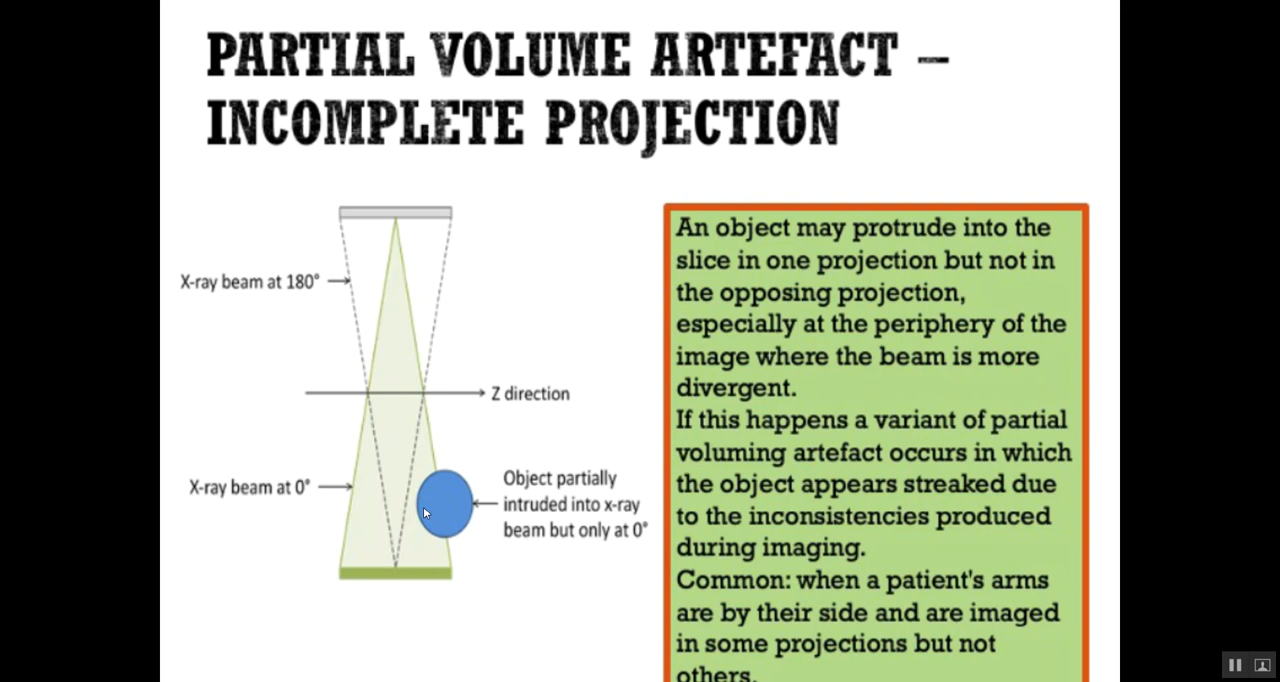 PARTIAL VOLUME ARTEFACT –
INCOMPLETE PROJECTION
X-ray beam at 180°
Z direction
X-ray beam at 0°
Object partially
intruded into x-ray
beam but only at 0°
An object may protrude into the
slice in one projection but not in
the opposing projection,
especially at the periphery of the
image where the beam is more
divergent.
If this happens a variant of partial
voluming artefact occurs in which
the object appears streaked due
to the inconsistencies produced
during imaging.
Common: when a patient's arms
are by their side and are imaged
in some projections but not
others.